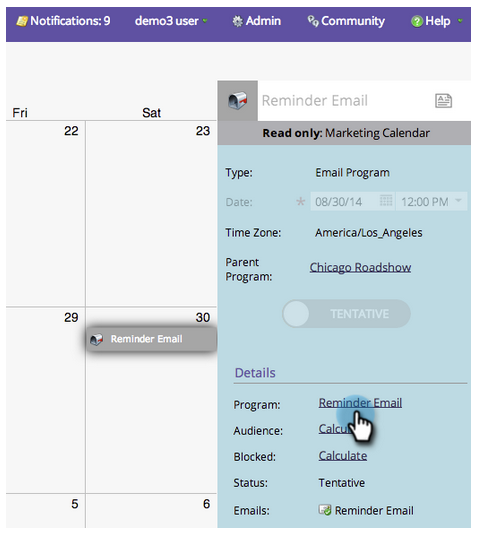 Notifications: 9 demo3 user Admin Community Help
Reminder Email
Fri Sat
Read only: Marketing Calendar
22 23
Type: Email Program
Date: * 08/30/14 12:00 PM
Time Zone: America/Los_Angeles
Parent
Program: Chicago Roadshow
29 30
TENTATIVE
Reminder Email
Details
Program: Reminder Email
Audience:
Blocked: Calculate
Status: Tentative
5 6
Emails: Reminder Email